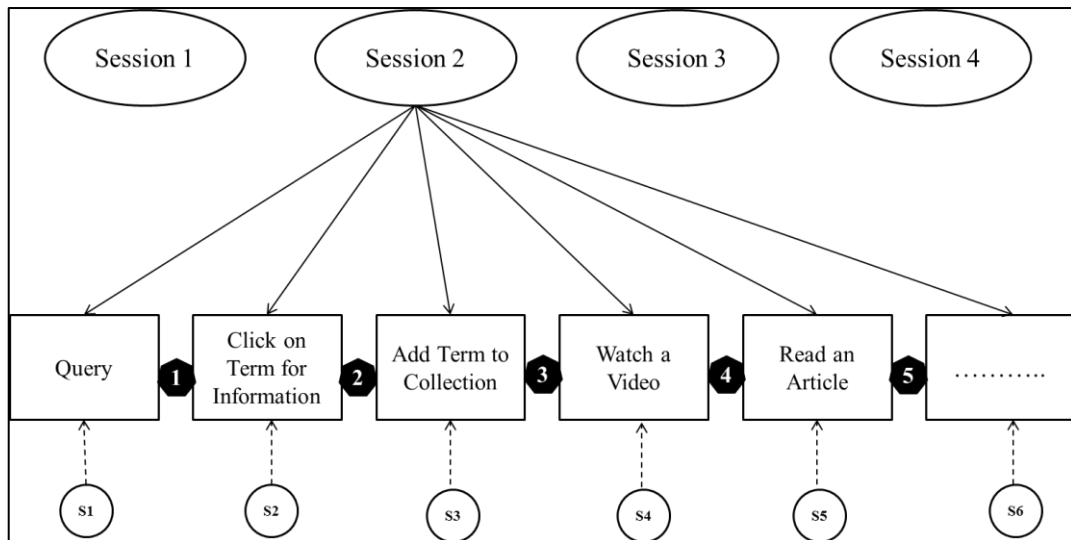 Session 1
Session 2
Session 3
Session 4
Query
1
Click on
Term for
Information
2
Add Term to
Collection
3
Watch a
Video
4
Read an
Article
5
...........
S1
S2
S3
S4
S5
S6